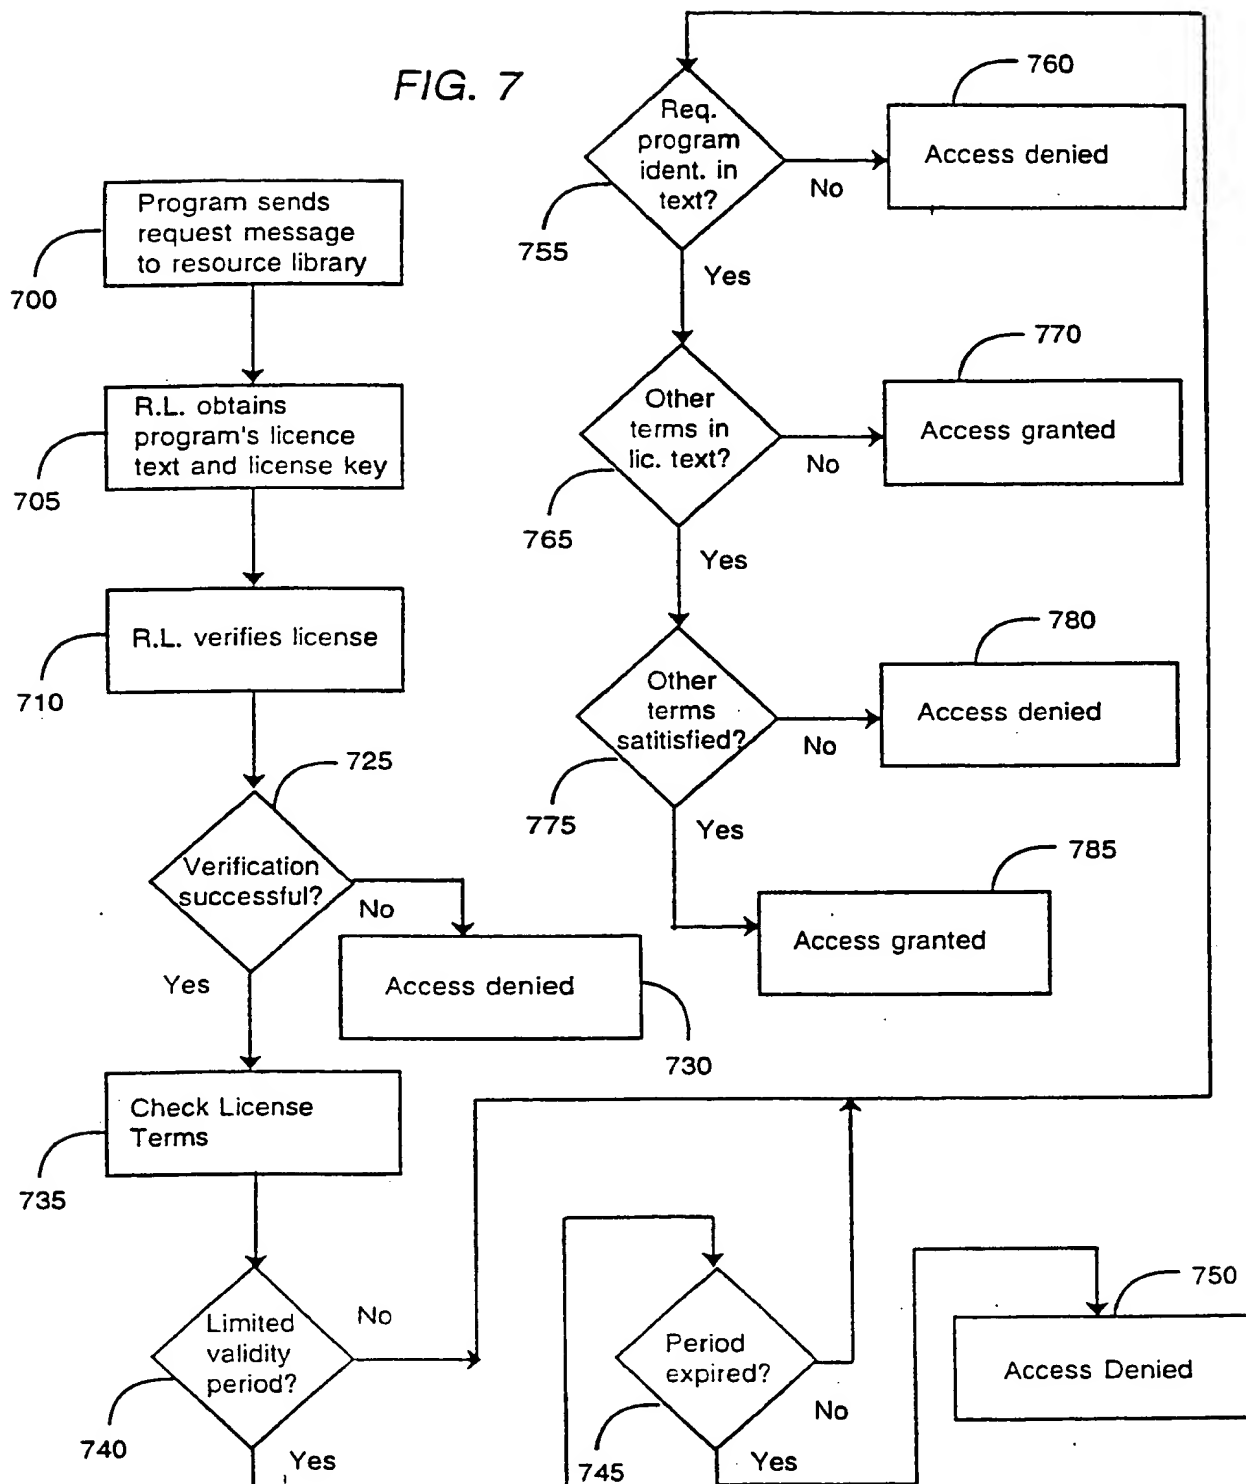 FIG. 7
Program sends
request message
to resource library
700
R.L. obtains
program's licence
text and license key
705
R.L. verifies license
710
725
Verification
successful?
No
Yes
Access denied
730
Check License
Terms
735
Limited
validity
period?
No
740
Yes
Period
expired?
No
745
Yes
750
Access Denied
Req.
program
ident. in
text?
755
No
760
Access denied
Yes
Other
terms in
lic. text?
765
No
770
Access granted
Yes
Other
terms
satitisfied?
775
No
780
Access denied
Yes
785
Access granted